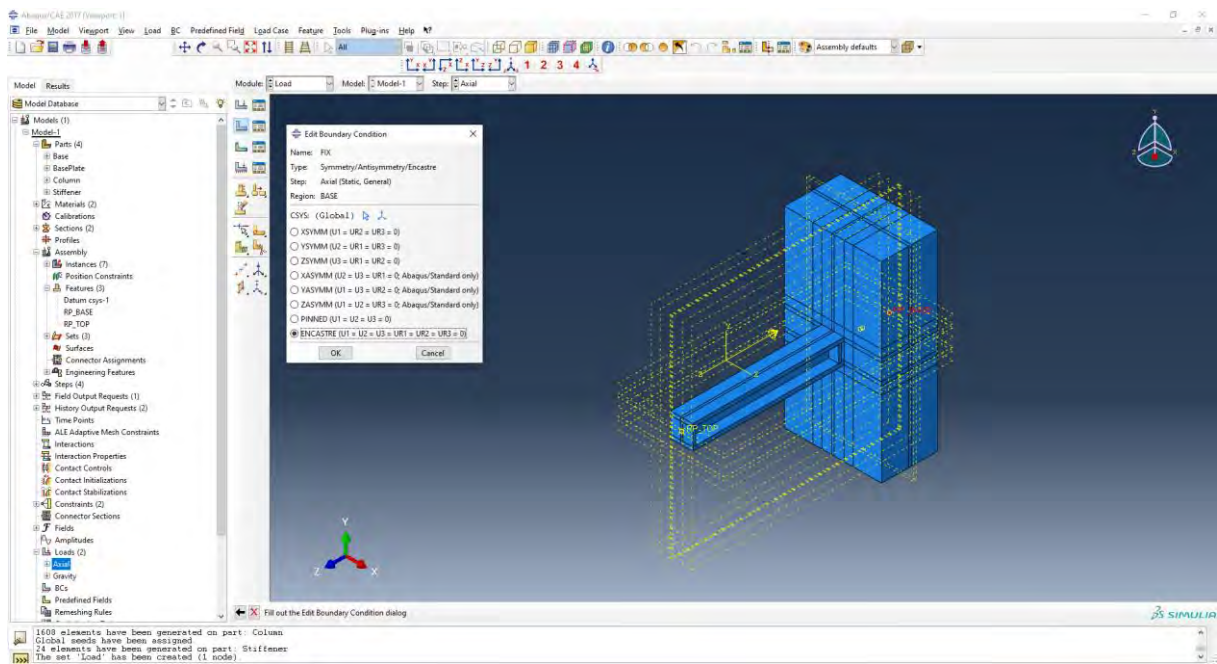 Abaqus/CAE 2017 [Viewport: 1]
File Model Viewport View Load BC Predefined Field Load Case Feature Tools Plug-ins Help
All
Assembly defaults
1 2 3 4
Model Results
Module: Load Model: Model-1 Step: Axial
Model Database
Models (1)
Model-1
Parts (4)
Base
BasePlate
Column
Stiffener
Materials (2)
Calibrations
Sections (2)
Profiles
Assembly
Instances (7)
Position Constraints
Features (3)
Datum csys-1
RP_BASE
RP_TOP
Sets (3)
Surfaces
Connector Assignments
Engineering Features
Steps (4)
Field Output Requests (1)
History Output Requests (2)
Time Points
ALE Adaptive Mesh Constraints
Interactions
Interaction Properties
Contact Controls
Contact Initializations
Contact Stabilizations
Constraints (2)
Connector Sections
Fields
Amplitudes
Loads (2)
Axial
Gravity
BCs
Predefined Fields
Remeshing Rules
Edit Boundary Condition
Name: FIX
Type: Symmetry/Antisymmetry/Encastre
Step: Axial (Static, General)
Region: BASE
CSYS: (Global)
XSYMM (U1 = UR2 = UR3 = 0)
YSYMM (U2 = UR1 = UR3 = 0)
ZSYMM (U3 = UR1 = UR2 = 0)
XASYMM (U2 = U3 = UR1 = 0; Abaqus/Standard only)
YASYMM (U1 = U3 = UR2 = 0; Abaqus/Standard only)
ZASYMM (U1 = U2 = UR3 = 0; Abaqus/Standard only)
PINNED (U1 = U2 = U3 = 0)
ENCASTRE (U1 = U2 = U3 = UR1 = UR2 = UR3 = 0)
OK Cancel
RP_TOP
Y
Z X
Fill out the Edit Boundary Condition dialog
SIMULIA
1608 elements have been generated on part: Column
Global seeds have been assigned.
24 elements have been generated on part: Stiffener
The set 'Load' has been created (1 node).